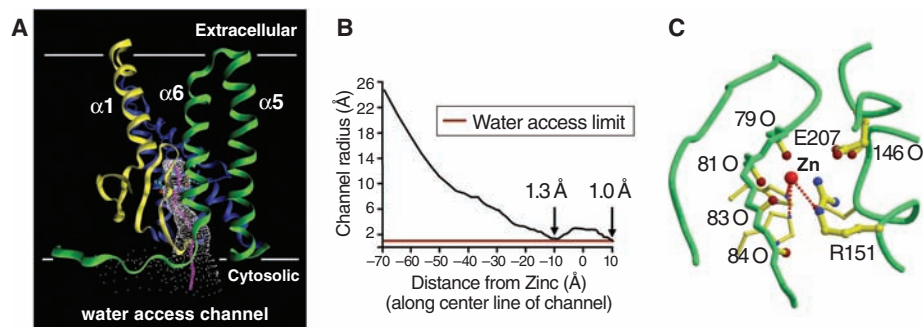 A
Extracellular
α1
α6
α5
Cytosolic
water access channel
B
Channel radius (Å)
26
22
18
14
10
6
2
Water access limit
1.3 Å
1.0 Å
–70 –60 –50 –40 –30 –20 –10 0 10
Distance from Zinc (Å)
(along center line of channel)
C
79 O
E207
146 O
81 O
Zn
83 O
84 O
R151